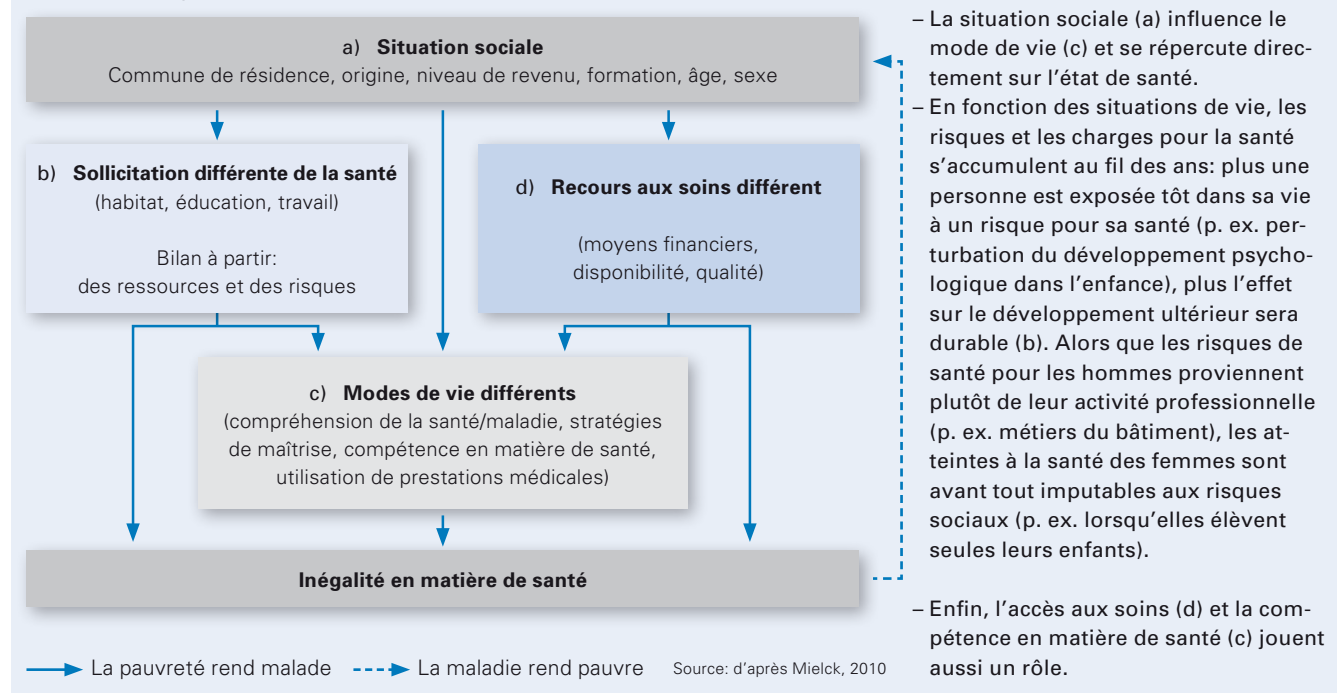 a) Situation sociale
Commune de résidence, origine, niveau de revenu, formation, âge, sexe
b) Sollicitation différente de la santé
(habitat, éducation, travail)
Bilan à partir:
des ressources et des risques
d) Recours aux soins différent
(moyens financiers,
disponibilité, qualité)
c) Modes de vie différents
(compréhension de la santé/maladie, stratégies
de maîtrise, compétence en matière de santé,
utilisation de prestations médicales)
Inégalité en matière de santé
La pauvreté rend malade
La maladie rend pauvre
Source: d'après Mielck, 2010
– La situation sociale (a) influence le
mode de vie (c) et se répercute direc-
tement sur l'état de santé.
– En fonction des situations de vie, les
risques et les charges pour la santé
s'accumulent au fil des ans: plus une
personne est exposée tôt dans sa vie
à un risque pour sa santé (p. ex. per-
turbation du développement psycho-
logique dans l'enfance), plus l'effet
sur le développement ultérieur sera
durable (b). Alors que les risques de
santé pour les hommes proviennent
plutôt de leur activité professionnelle
(p. ex. métiers du bâtiment), les at-
teintes à la santé des femmes sont
avant tout imputables aux risques
sociaux (p. ex. lorsqu'elles élèvent
seules leurs enfants).
– Enfin, l'accès aux soins (d) et la com-
pétence en matière de santé (c) jouent
aussi un rôle.